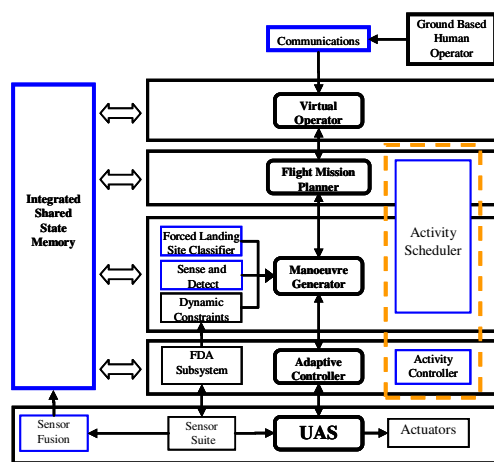 Ground Based
Human
Operator
Communications
Virtual
Operator
Flight Mission
Planner
Integrated
Shared
State
Memory
Activity
Scheduler
Forced Landing
Site Classifier
Sense and
Detect
Dynamic
Constraints
Manoeuvre
Generator
FDA
Subsystem
Adaptive
Controller
Activity
Controller
Sensor
Fusion
Sensor
Suite
UAS
Actuators